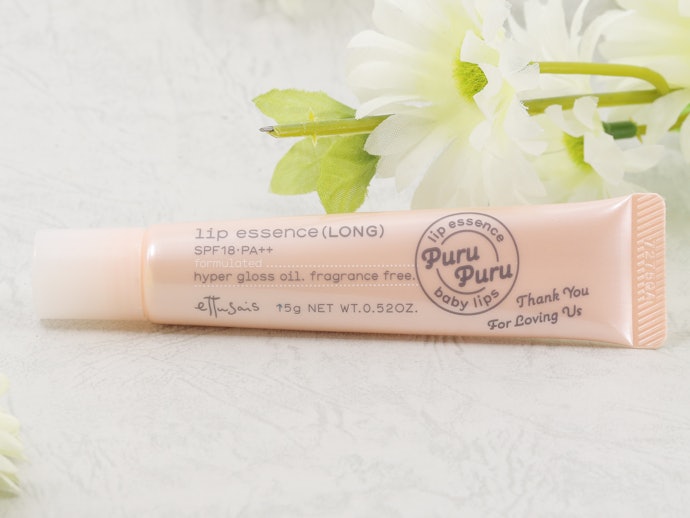 lip essence(LONG)
SPF18·PA++
formulated
hyper gloss oil. fragrance free.
ettusais 15g NET WT.0.52OZ.
lip essence
Puru
Puru
baby lips
Thank You
For Loving Us